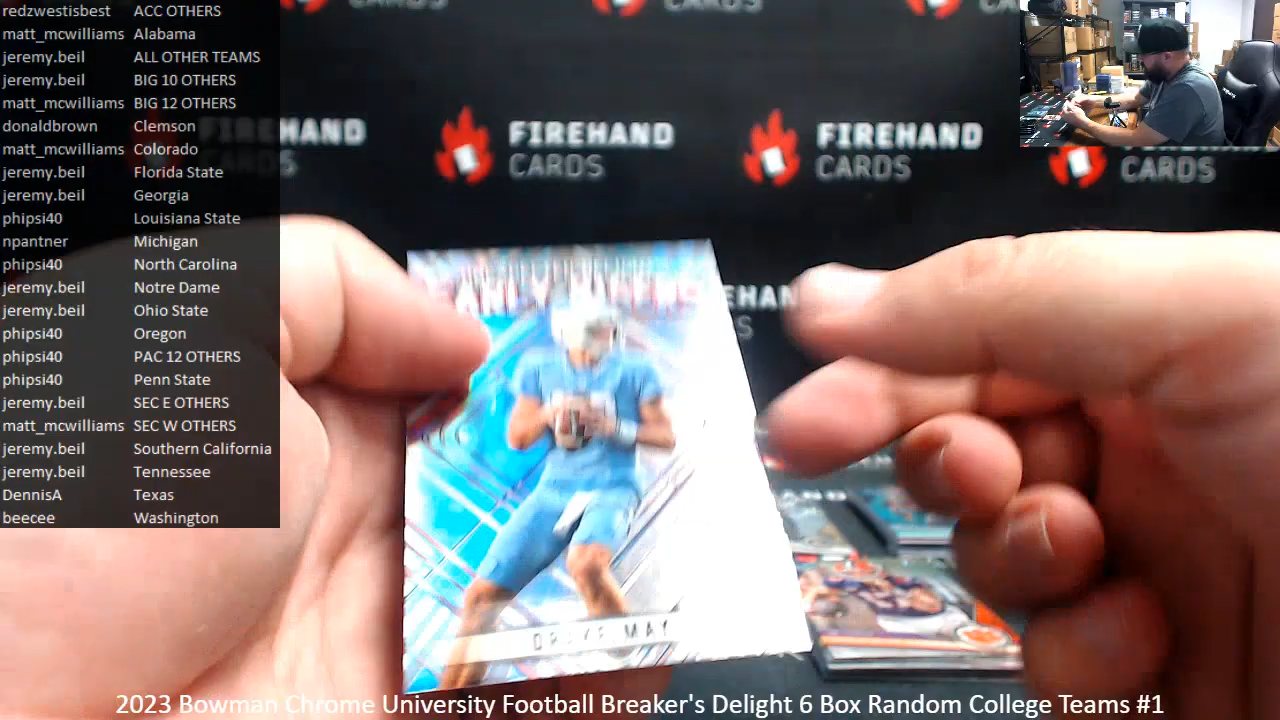 redzwestisbest ACC OTHERS
matt_mcwilliams Alabama
jeremy.beil ALL OTHER TEAMS
jeremy.beil BIG 10 OTHERS
matt_mcwilliams BIG 12 OTHERS
donaldbrown Clemson
matt_mcwilliams Colorado
jeremy.beil Florida State
jeremy.beil Georgia
phipsi40 Louisiana State
npantner Michigan
phipsi40 North Carolina
jeremy.beil Notre Dame
jeremy.beil Ohio State
phipsi40 Oregon
phipsi40 PAC 12 OTHERS
phipsi40 Penn State
jeremy.beil SEC E OTHERS
matt_mcwilliams SEC W OTHERS
jeremy.beil Southern California
jeremy.beil Tennessee
DennisA Texas
beecee Washington
FIREHAND
CARDS
FIREHAND
CARDS
FIREHAND
CARDS
CARDS
DRAKE MAY
2023 Bowman Chrome University Football Breaker's Delight 6 Box Random College Teams #1